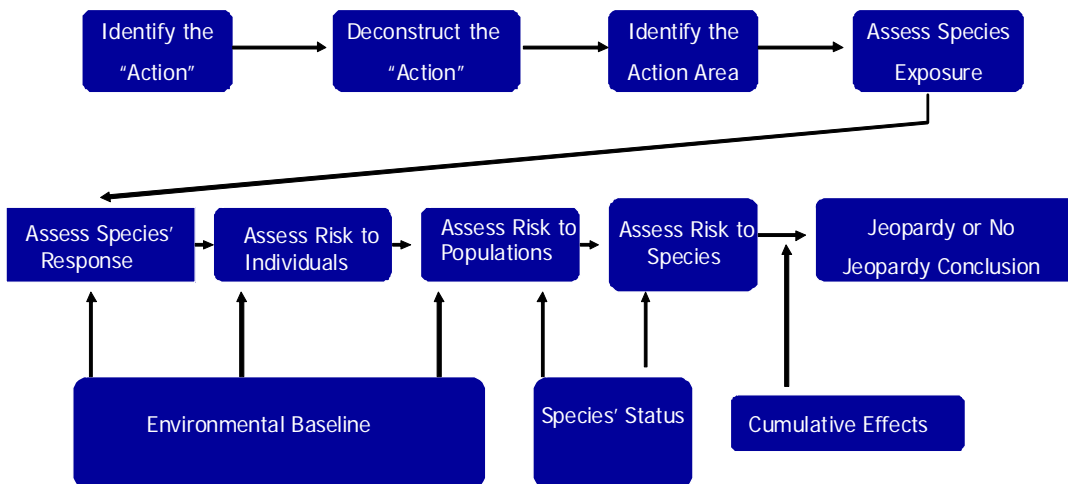 Identify the
“Action”
Deconstruct the
“Action”
Identify the
Action Area
Assess Species
Exposure
Assess Species’
Response
Assess Risk to
Individuals
Assess Risk to
Populations
Assess Risk to
Species
Jeopardy or No
Jeopardy Conclusion
Environmental Baseline
Species’ Status
Cumulative Effects